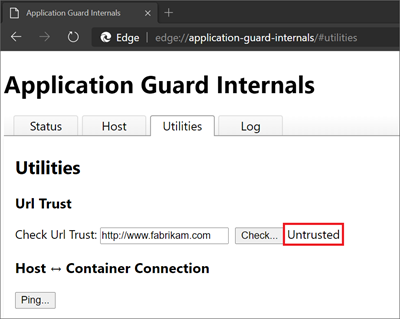 Application Guard Internals
Edge | edge://application-guard-internals/#utilities
Application Guard Internals
Status Host Utilities Log
Utilities
Url Trust
Check Url Trust: http://www.fabrikam.com Check... Untrusted
Host ↔ Container Connection
Ping...